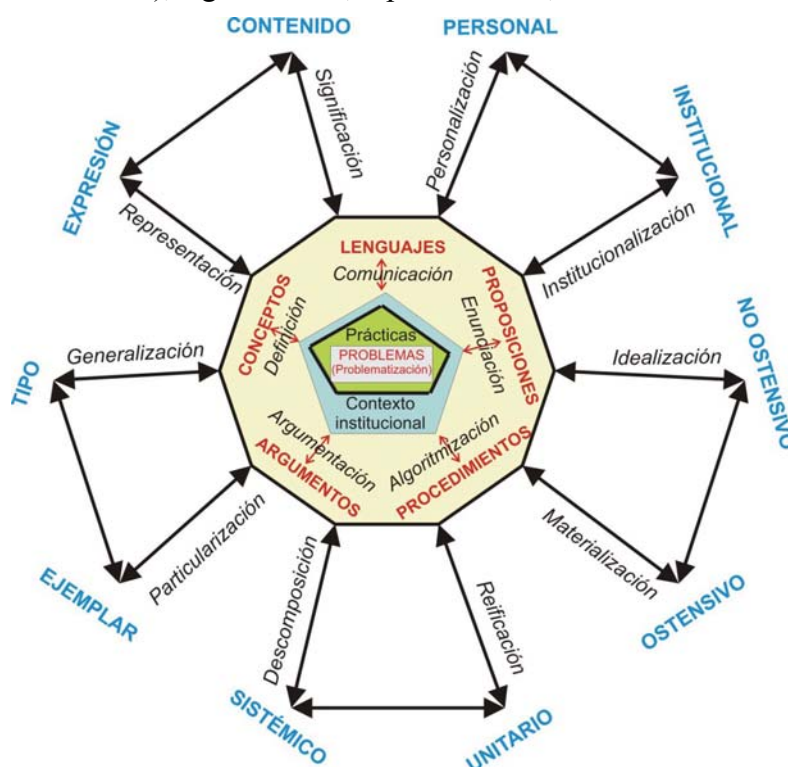 CONTENIDO
PERSONAL
Significación
Personalización
EXPRESIÓN
INSTITUCIONAL
Representación
Institucionalización
LENGUAJES
Comunicación
CONCEPTOS
Definición
PROPOSICIONES
Enunciación
Prácticas
PROBLEMAS
(Problematización)
Contexto
institucional
TIPO
Generalización
Idealización
NO OSTENSIVO
Argumentación
ARGUMENTOS
Algoritmización
PROCEDIMIENTOS
EJEMPLAR
Particularización
Materialización
OSTENSIVO
Descomposición
Reificación
SISTÉMICO
UNITARIO